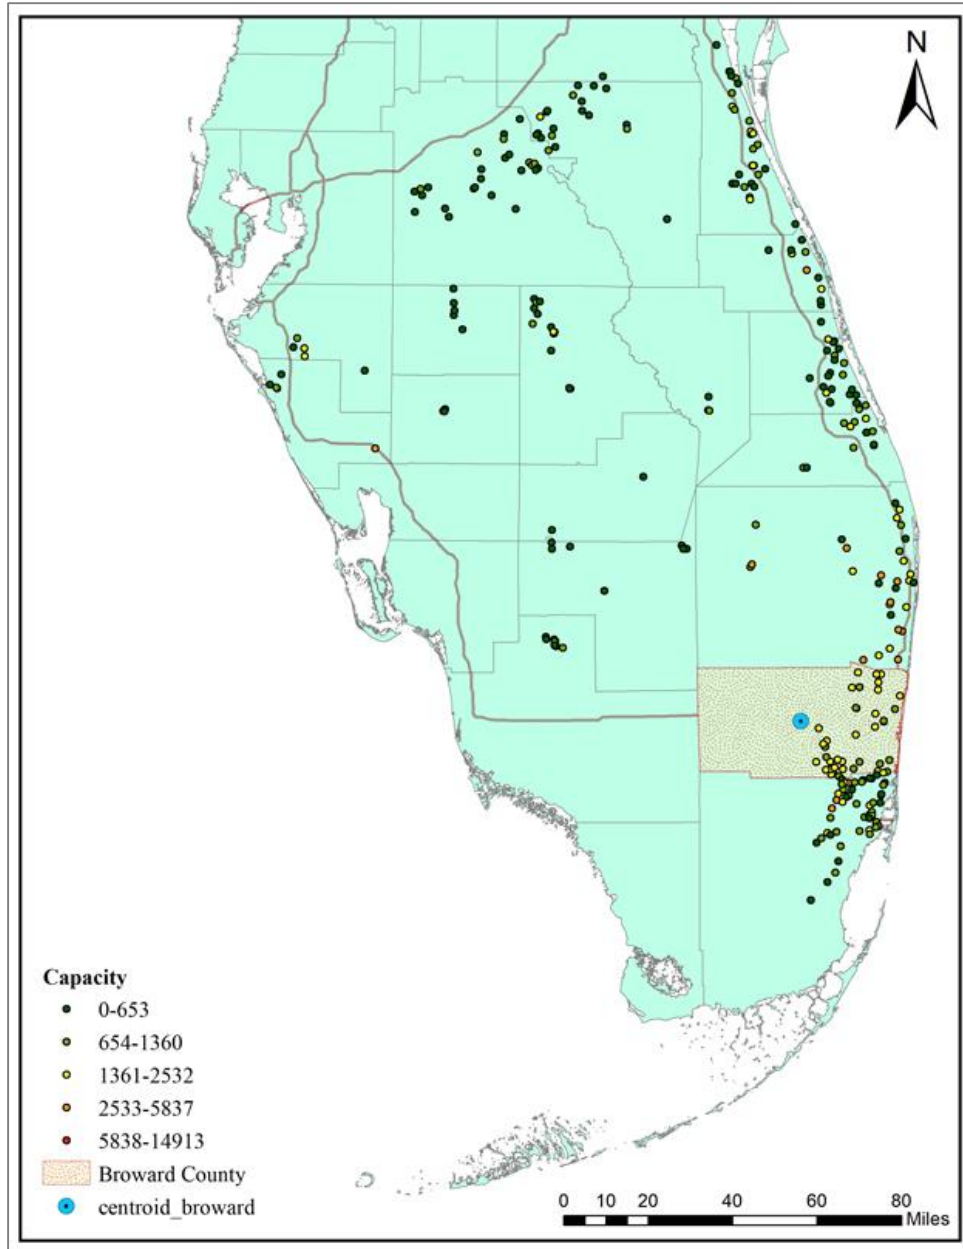 N
Capacity
0-653
654-1360
1361-2532
2533-5837
5838-14913
Broward County
centroid_broward
0 10 20 40 60 80
Miles